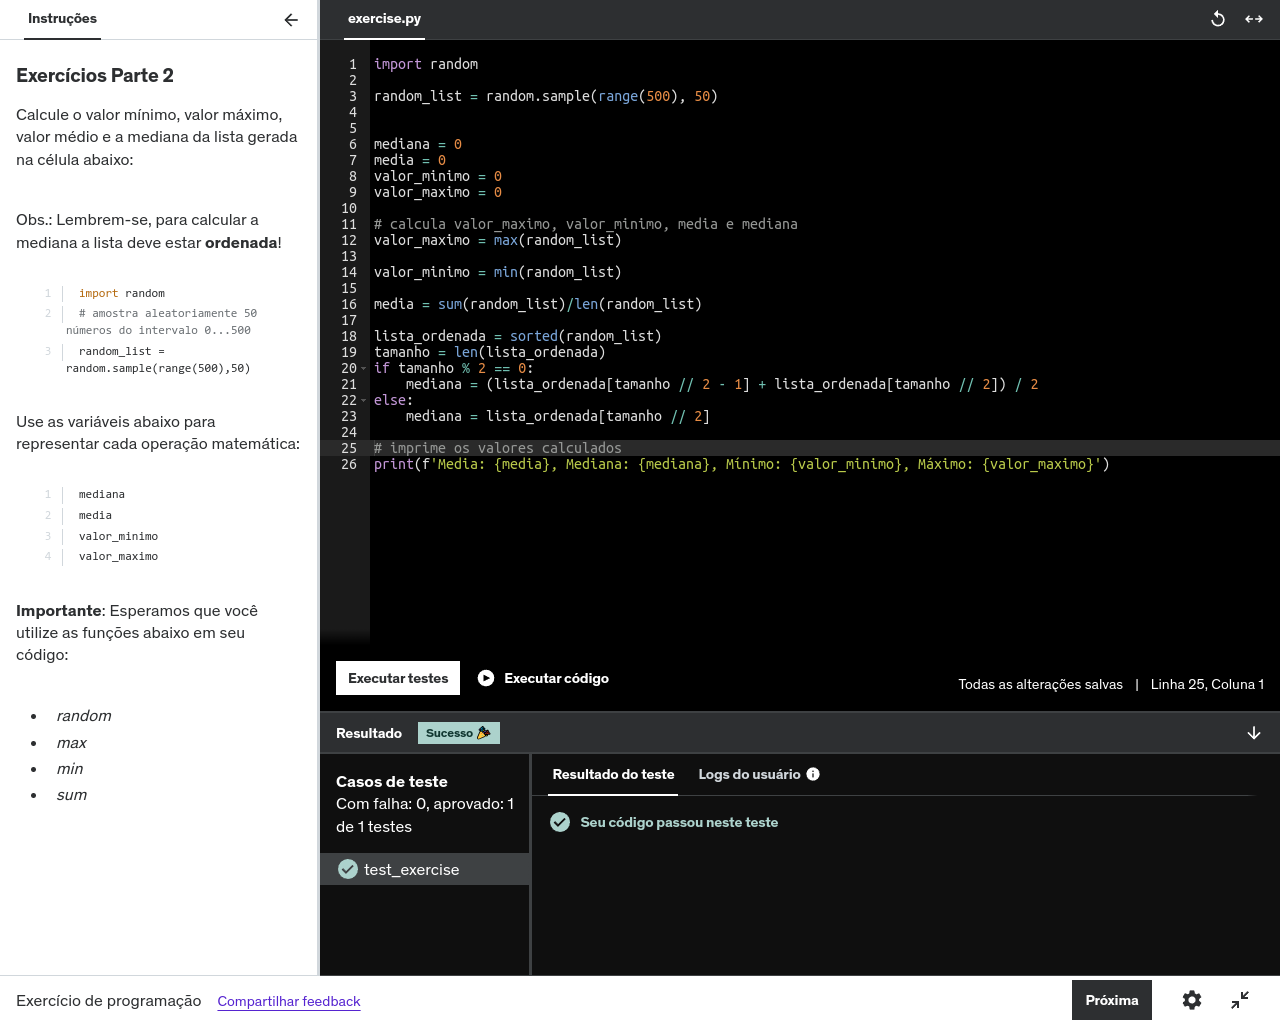 Instruções
Exercícios Parte 2
Calcule o valor mínimo, valor máximo,
valor médio e a mediana da lista gerada
na célula abaixo:
Obs.: Lembrem-se, para calcular a
mediana a lista deve estar ordenada!
1 import random
2 # amostra aleatoriamente 50
números do intervalo 0...500
3 random_list =
random.sample(range(500),50)
Use as variáveis abaixo para
representar cada operação matemática:
1 mediana
2 media
3 valor_minimo
4 valor_maximo
Importante: Esperamos que você
utilize as funções abaixo em seu
código:
• random
• max
• min
• sum
exercise.py
1 import random
2
3 random_list = random.sample(range(500), 50)
4
5
6 mediana = 0
7 media = 0
8 valor_minimo = 0
9 valor_maximo = 0
10
11 # calcula valor_maximo, valor_minimo, media e mediana
12 valor_maximo = max(random_list)
13
14 valor_minimo = min(random_list)
15
16 media = sum(random_list)/len(random_list)
17
18 lista_ordenada = sorted(random_list)
19 tamanho = len(lista_ordenada)
20 if tamanho % 2 == 0:
21     mediana = (lista_ordenada[tamanho // 2 - 1] + lista_ordenada[tamanho // 2]) / 2
22 else:
23     mediana = lista_ordenada[tamanho // 2]
24
25 # imprime os valores calculados
26 print(f'Media: {media}, Mediana: {mediana}, Mínimo: {valor_minimo}, Máximo: {valor_maximo}')
Executar testes Executar código
Todas as alterações salvas | Linha 25, Coluna 1
Resultado Sucesso 🎉
Casos de teste
Com falha: 0, aprovado: 1
de 1 testes
test_exercise
Resultado do teste Logs do usuário
Seu código passou neste teste
Exercício de programação Compartilhar feedback
Próxima